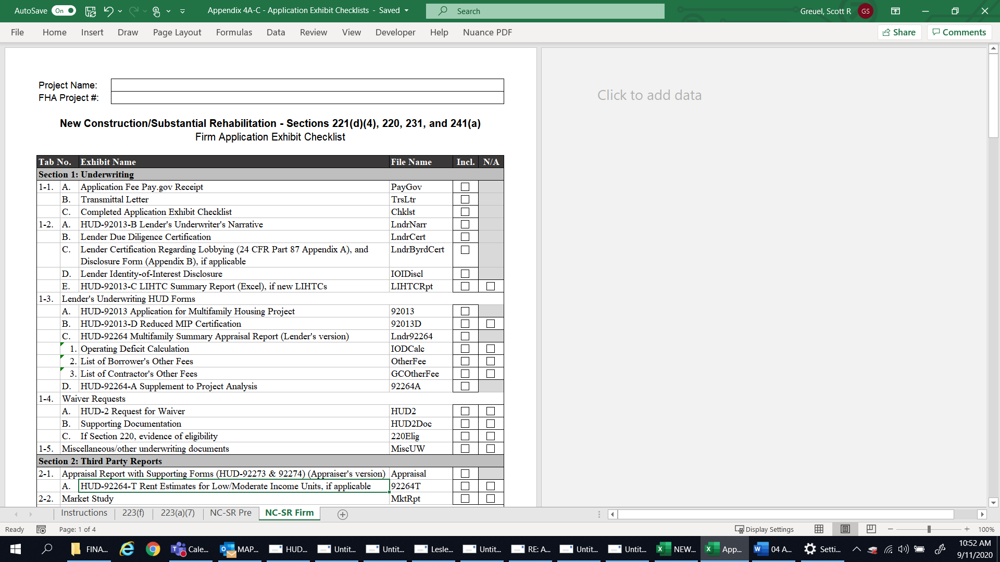 AutoSave On Appendix 4A-C - Application Exhibit Checklists - Saved Search Greuel, Scott R GS
File Home Insert Draw Page Layout Formulas Data Review View Developer Help Nuance PDF Share Comments
Project Name:
FHA Project #:
Click to add data
New Construction/Substantial Rehabilitation - Sections 221(d)(4), 220, 231, and 241(a)
Firm Application Exhibit Checklist
Tab No. Exhibit Name File Name Incl. N/A
Section 1: Underwriting
1-1. A. Application Fee Pay.gov Receipt PayGov
B. Transmittal Letter TrsLtr
C. Completed Application Exhibit Checklist Chklst
1-2. A. HUD-92013-B Lender's Underwriter's Narrative LndrNarr
B. Lender Due Diligence Certification LndrCert
C. Lender Certification Regarding Lobbying (24 CFR Part 87 Appendix A), and LndrByrdCert
Disclosure Form (Appendix B), if applicable
D. Lender Identity-of-Interest Disclosure IOIDiscl
E. HUD-92013-C LIHTC Summary Report (Excel), if new LIHTCs LIHTCRpt
1-3. Lender's Underwriting HUD Forms
A. HUD-92013 Application for Multifamily Housing Project 92013
B. HUD-92013-D Reduced MIP Certification 92013D
C. HUD-92264 Multifamily Summary Appraisal Report (Lender's version) Lndr92264
1. Operating Deficit Calculation IODCalc
2. List of Borrower's Other Fees OtherFee
3. List of Contractor's Other Fees GCOtherFee
D. HUD-92264-A Supplement to Project Analysis 92264A
1-4. Waiver Requests
A. HUD-2 Request for Waiver HUD2
B. Supporting Documentation HUD2Doc
C. If Section 220, evidence of eligibility 220Elig
1-5. Miscellaneous/other underwriting documents MiscUW
Section 2: Third Party Reports
2-1. Appraisal Report with Supporting Forms (HUD-92273 & 92274) (Appraiser's version) Appraisal
A. HUD-92264-T Rent Estimates for Low/Moderate Income Units, if applicable 92264T
2-2. Market Study MktRpt
Instructions 223(f) 223(a)(7) NC-SR Pre NC-SR Firm
Ready Page: 1 of 4 Display Settings 100%
FINA... Cale... MAP... HUD... Untit... Untit... Lesle... Untit... RE: A... Untit... Untit... NEW... App... 04 A... Setti... 10:52 AM
9/11/2020